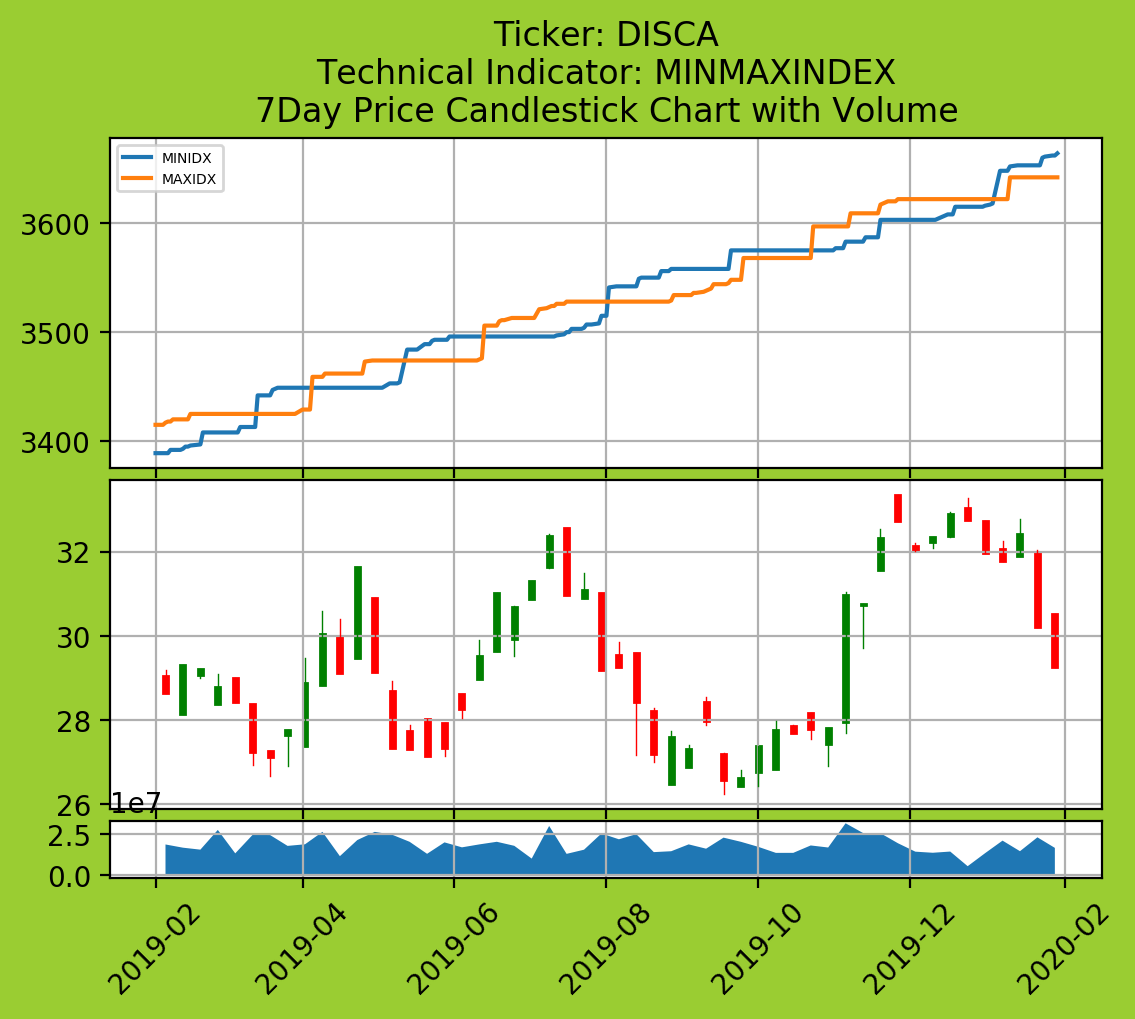 Ticker: DISCA
Technical Indicator: MINMAXINDEX
7Day Price Candlestick Chart with Volume
MINIDX
MAXIDX
3600
3500
3400
32
30
28
26
1e7
2.5
0.0
2019-02
2019-04
2019-06
2019-08
2019-10
2019-12
2020-02